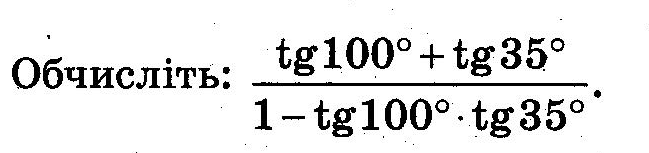 Обчисліть: tg100° + tg35°
1 − tg100° · tg35° .